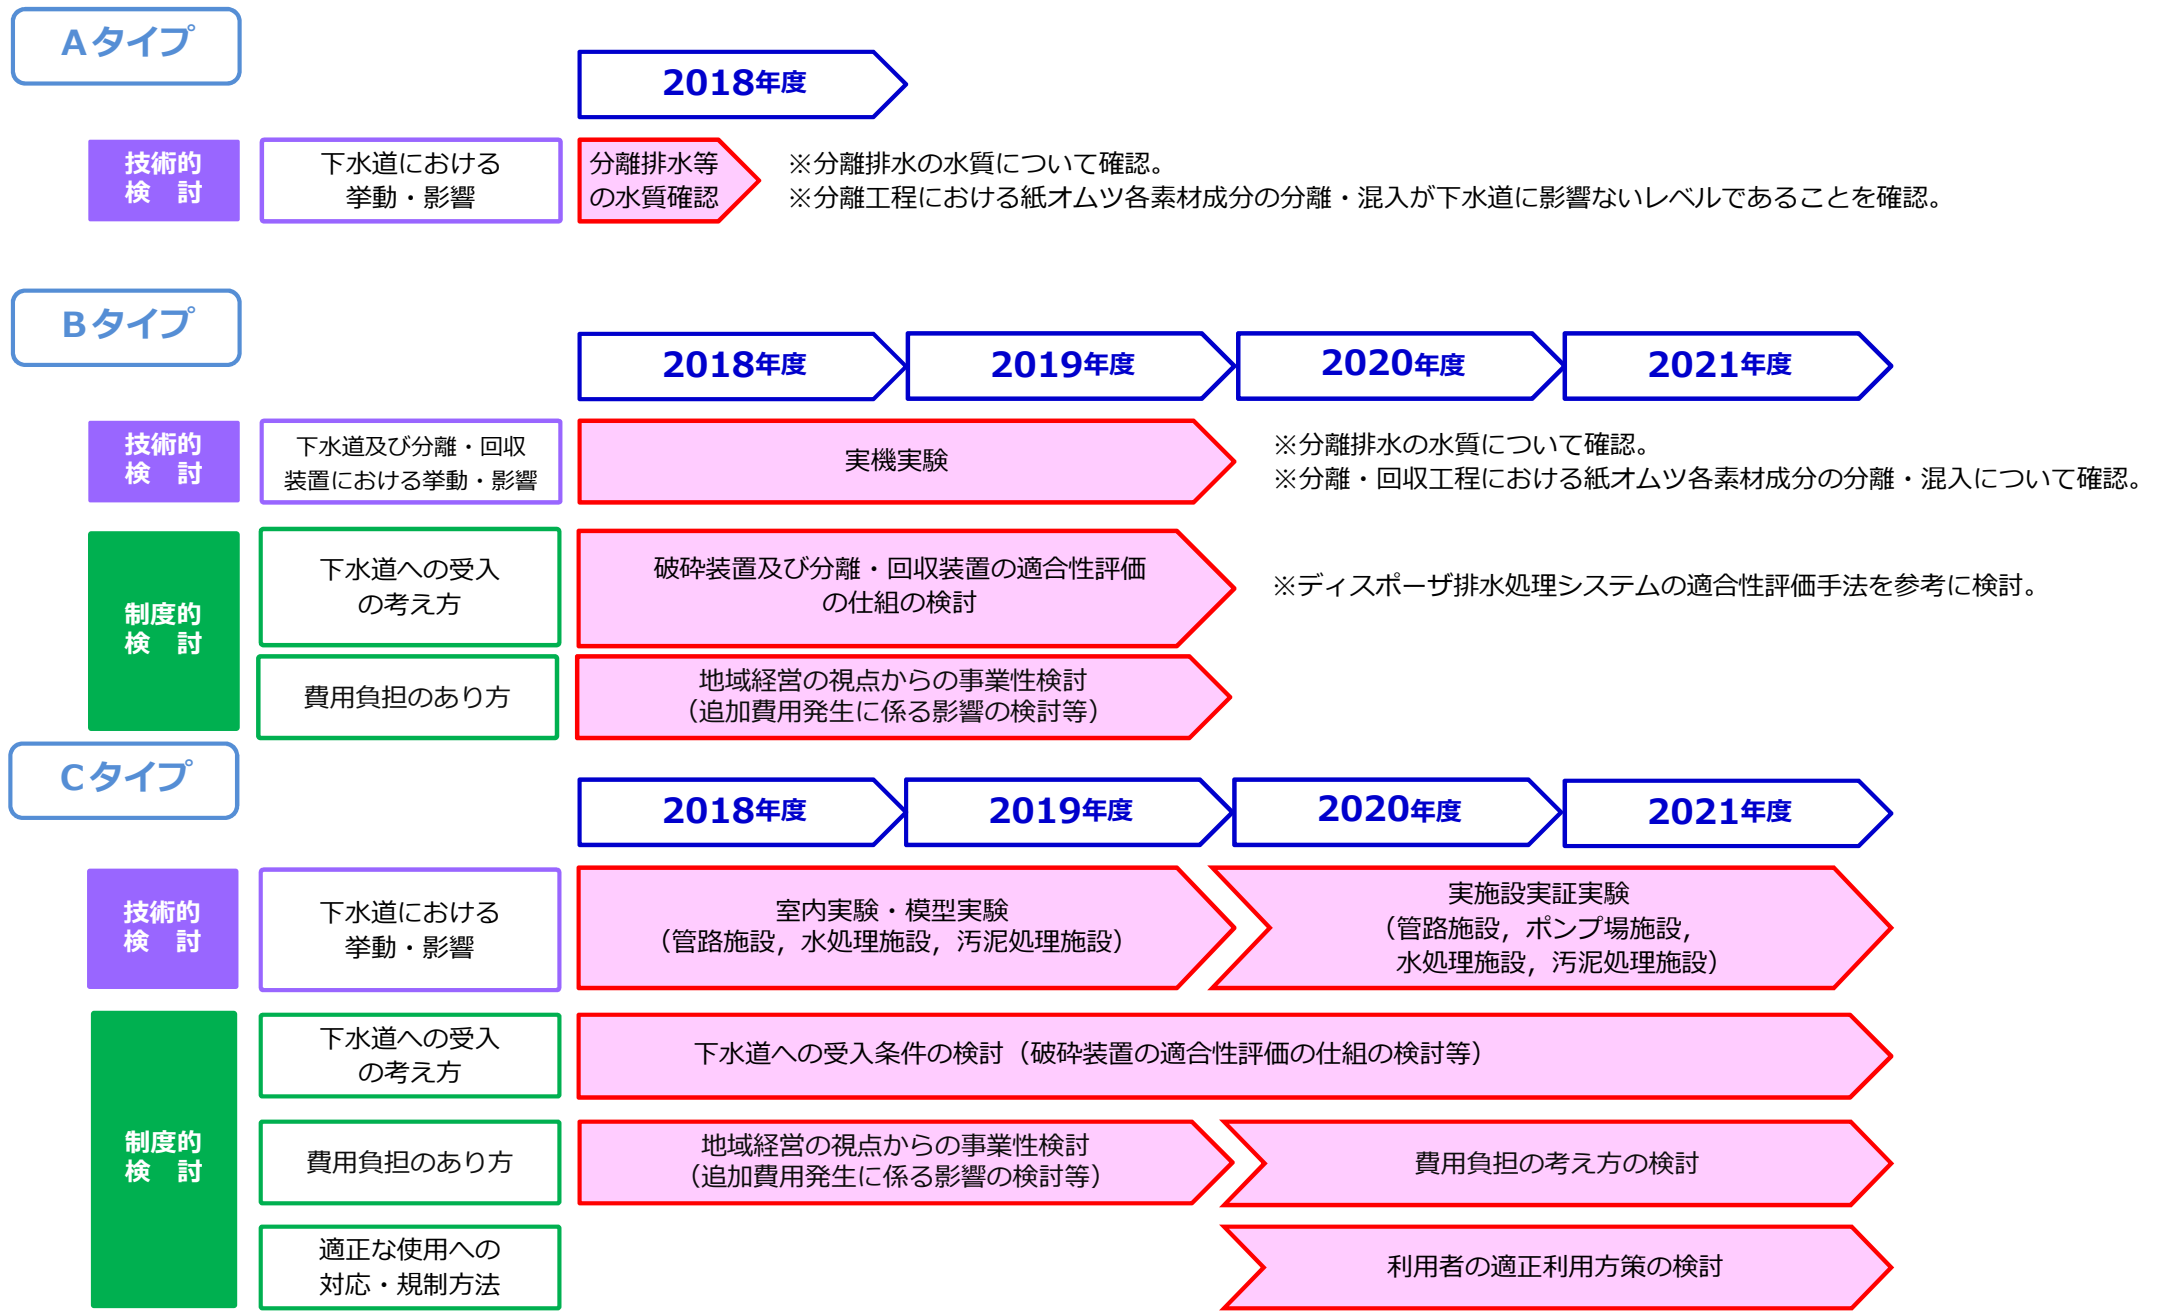 Aタイプ
2018年度
技術的
検　討
下水道における
挙動・影響
分離排水等
の水質確認
※分離排水の水質について確認。
※分離工程における紙オムツ各素材成分の分離・混入が下水道に影響ないレベルであることを確認。
Bタイプ
2018年度
2019年度
2020年度
2021年度
技術的
検　討
下水道及び分離・回収
装置における挙動・影響
実機実験
※分離排水の水質について確認。
※分離・回収工程における紙オムツ各素材成分の分離・混入について確認。
制度的
検　討
下水道への受入
の考え方
破砕装置及び分離・回収装置の適合性評価
の仕組の検討
※ディスポーザ排水処理システムの適合性評価手法を参考に検討。
費用負担のあり方
地域経営の視点からの事業性検討
（追加費用発生に係る影響の検討等）
Cタイプ
2018年度
2019年度
2020年度
2021年度
技術的
検　討
下水道における
挙動・影響
室内実験・模型実験
（管路施設，水処理施設，汚泥処理施設）
実施設実証実験
（管路施設，ポンプ場施設，
水処理施設，汚泥処理施設）
制度的
検　討
下水道への受入
の考え方
下水道への受入条件の検討（破砕装置の適合性評価の仕組の検討等）
費用負担のあり方
地域経営の視点からの事業性検討
（追加費用発生に係る影響の検討等）
費用負担の考え方の検討
適正な使用への
対応・規制方法
利用者の適正利用方策の検討